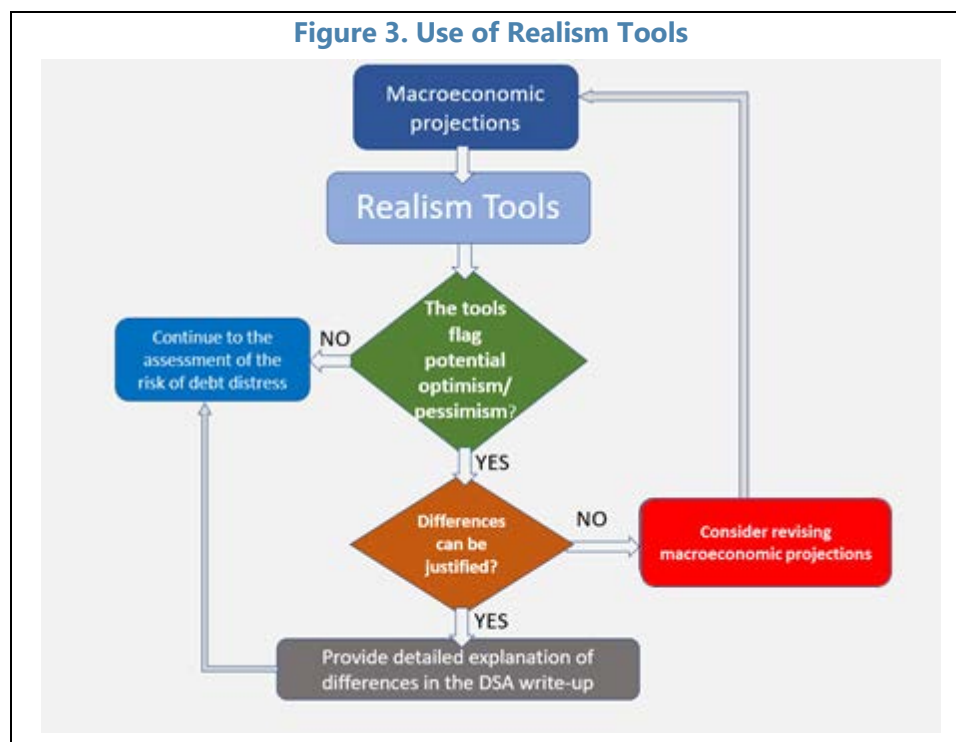 Figure 3. Use of Realism Tools
Macroeconomic
projections
Realism Tools
The tools
flag
potential
optimism/
pessimism?
NO
Continue to the
assessment of the
risk of debt distress
YES
Differences
can be
justified?
NO
Consider revising
macroeconomic projections
YES
Provide detailed explanation of
differences in the DSA write-up